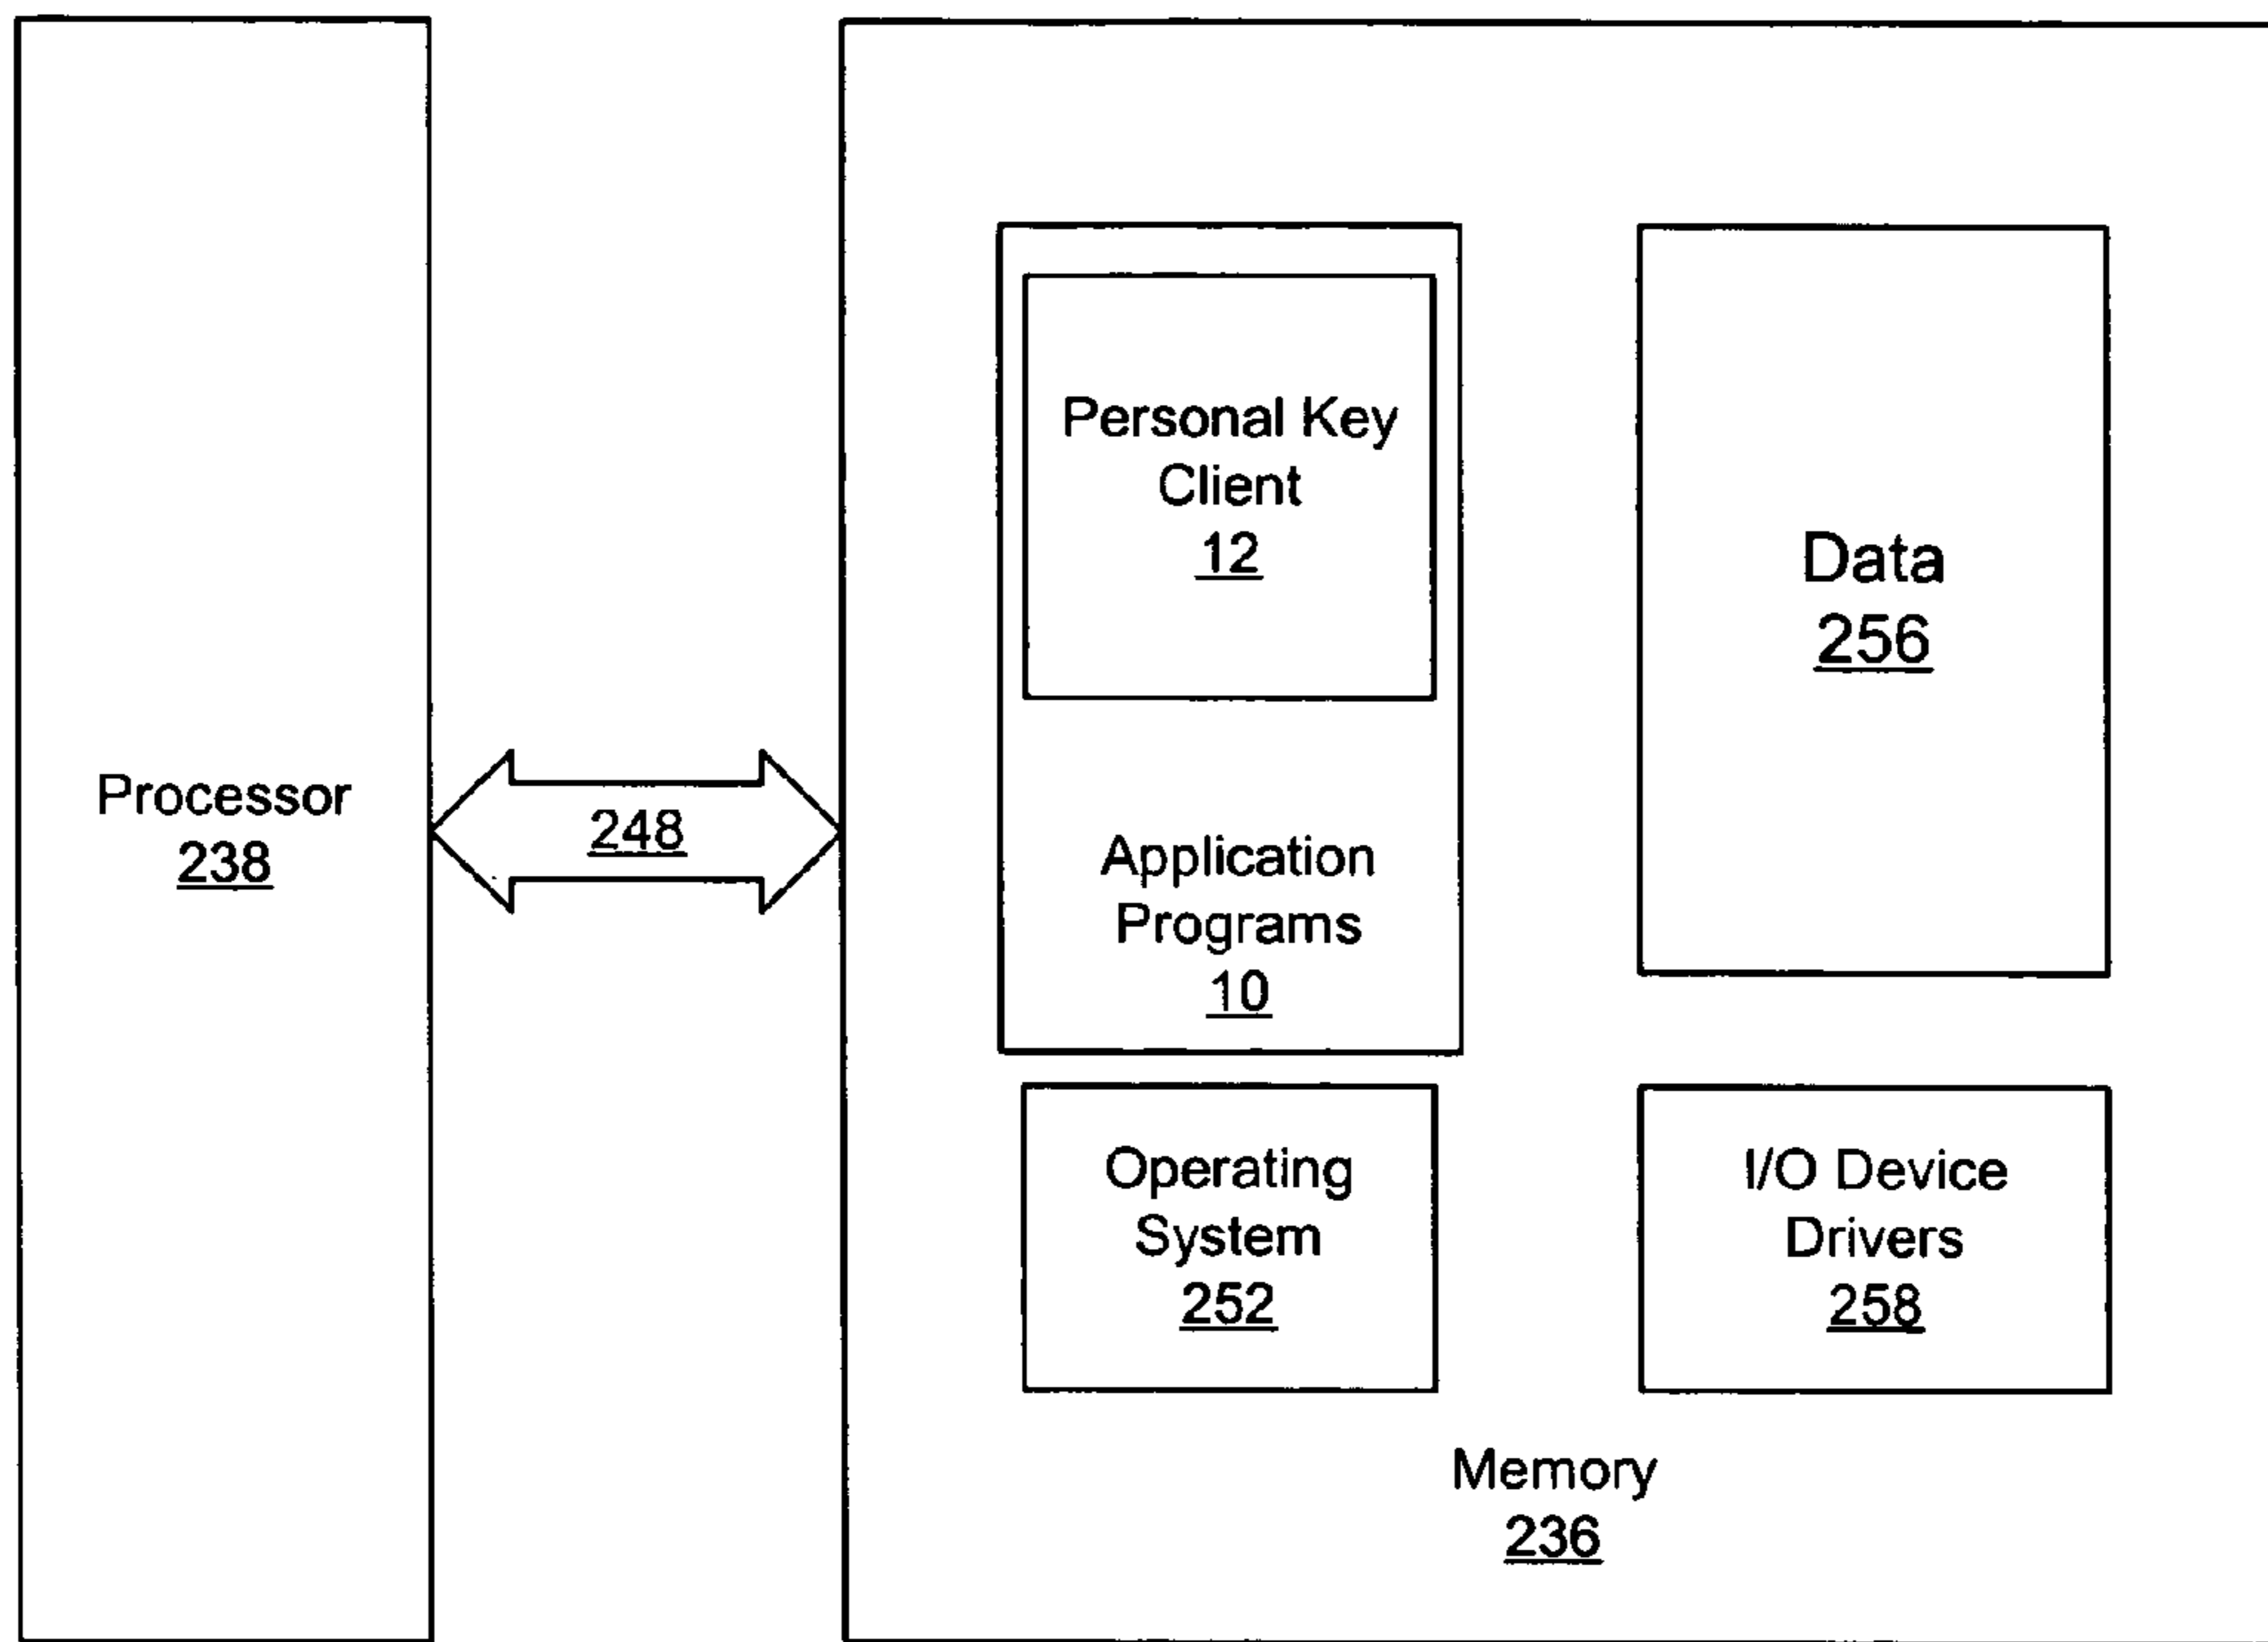 Processor
238
248
Personal Key
Client
12
Application
Programs
10
Data
256
Operating
System
252
I/O Device
Drivers
258
Memory
236